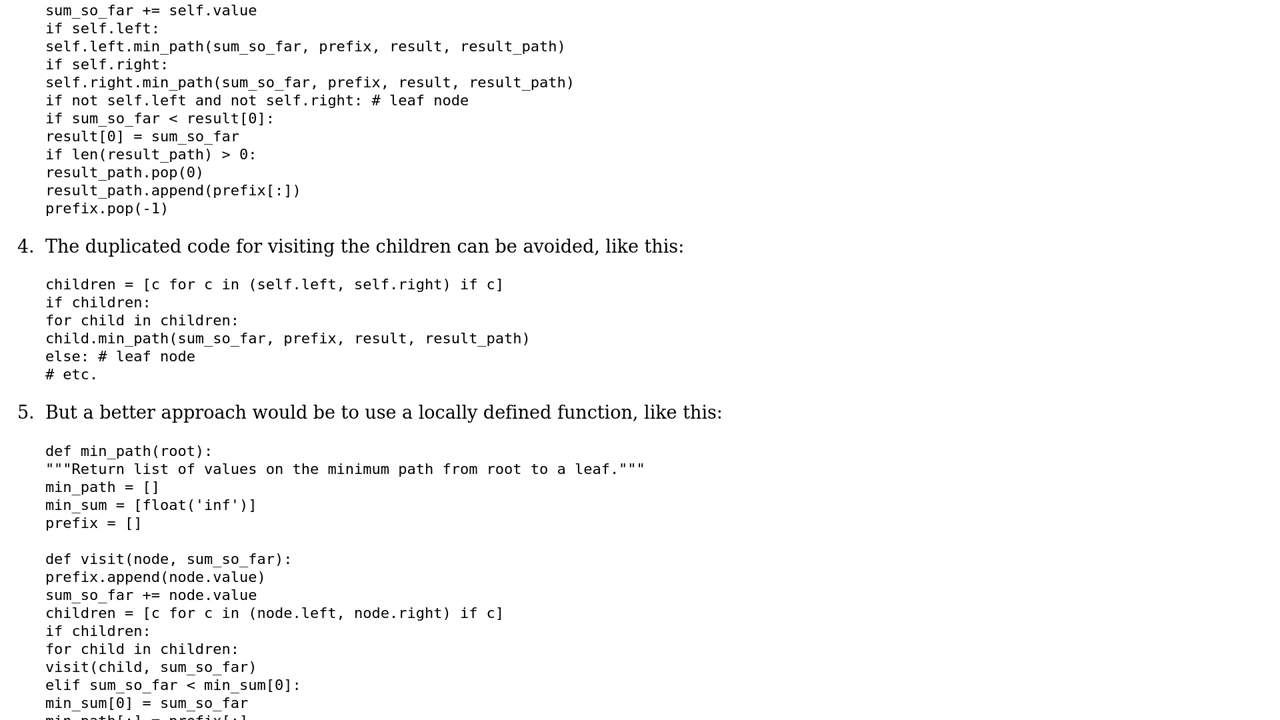 sum_so_far += self.value
if self.left:
self.left.min_path(sum_so_far, prefix, result, result_path)
if self.right:
self.right.min_path(sum_so_far, prefix, result, result_path)
if not self.left and not self.right: # leaf node
if sum_so_far < result[0]:
result[0] = sum_so_far
if len(result_path) > 0:
result_path.pop(0)
result_path.append(prefix[:])
prefix.pop(-1)
4. The duplicated code for visiting the children can be avoided, like this:
children = [c for c in (self.left, self.right) if c]
if children:
for child in children:
child.min_path(sum_so_far, prefix, result, result_path)
else: # leaf node
# etc.
5. But a better approach would be to use a locally defined function, like this:
def min_path(root):
"""Return list of values on the minimum path from root to a leaf."""
min_path = []
min_sum = [float('inf')]
prefix = []
def visit(node, sum_so_far):
prefix.append(node.value)
sum_so_far += node.value
children = [c for c in (node.left, node.right) if c]
if children:
for child in children:
visit(child, sum_so_far)
elif sum_so_far < min_sum[0]:
min_sum[0] = sum_so_far
min_path[:] = prefix[:]